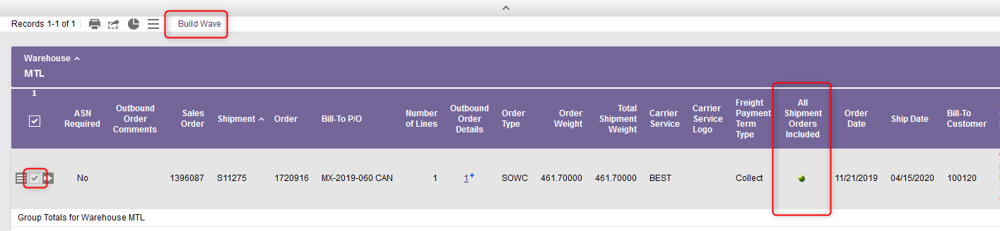 Records 1-1 of 1 Build Wave
Warehouse
MTL
1
ASN Required
Outbound Order Comments
Sales Order
Shipment
Order
Bill-To P/O
Number of Lines
Outbound Order Details
Order Type
Order Weight
Total Shipment Weight
Carrier Service
Carrier Service Logo
Freight Payment Term Type
All Shipment Orders Included
Order Date
Ship Date
Bill-To Customer
No 1396087 S11275 1720916 MX-2019-060 CAN 1 1+ SOWC 461.70000 461.70000 BEST Collect 11/21/2019 04/15/2020 100120
Group Totals for Warehouse MTL